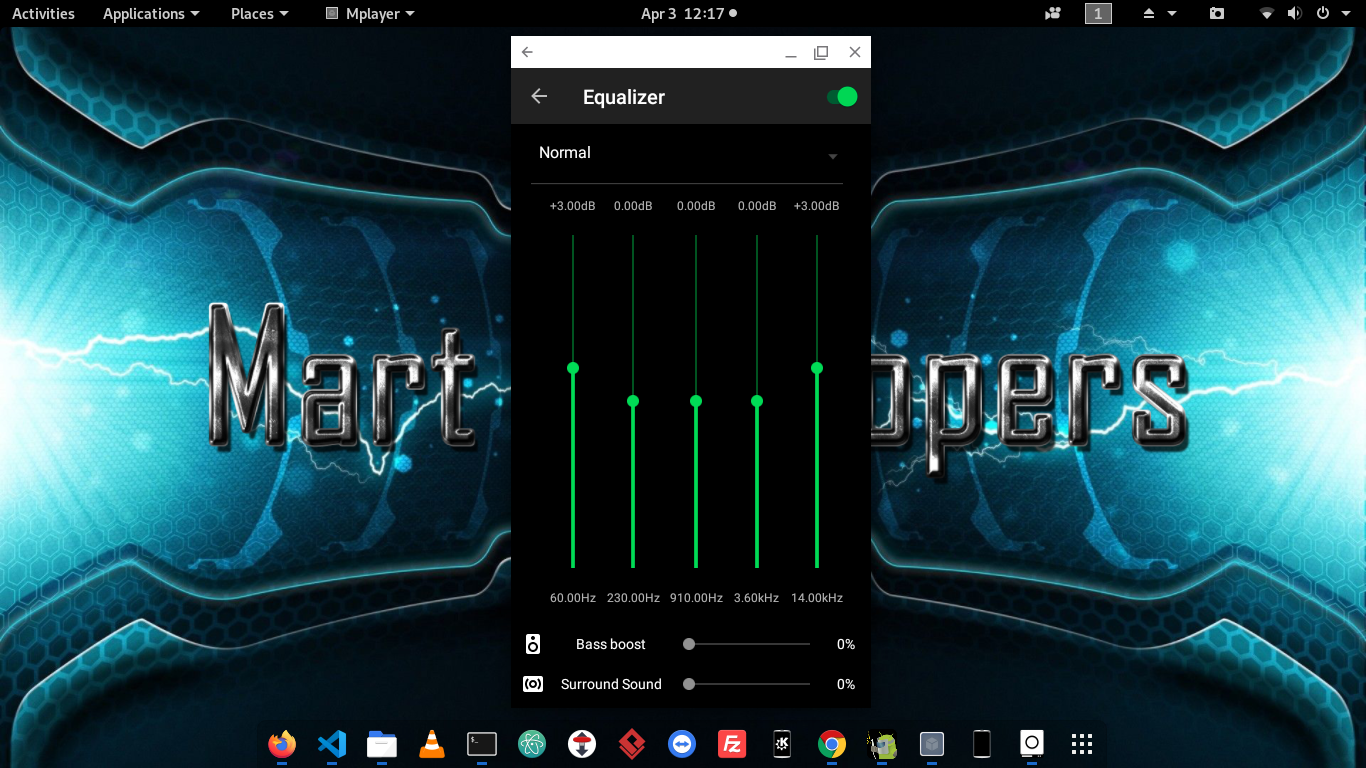 Activities Applications Places Mplayer Apr 3 12:17 1
Equalizer
Normal
+3.00dB 0.00dB 0.00dB 0.00dB +3.00dB
Mart opers
60.00Hz 230.00Hz 910.00Hz 3.60kHz 14.00kHz
Bass boost 0%
Surround Sound 0%
$-
K
FZ